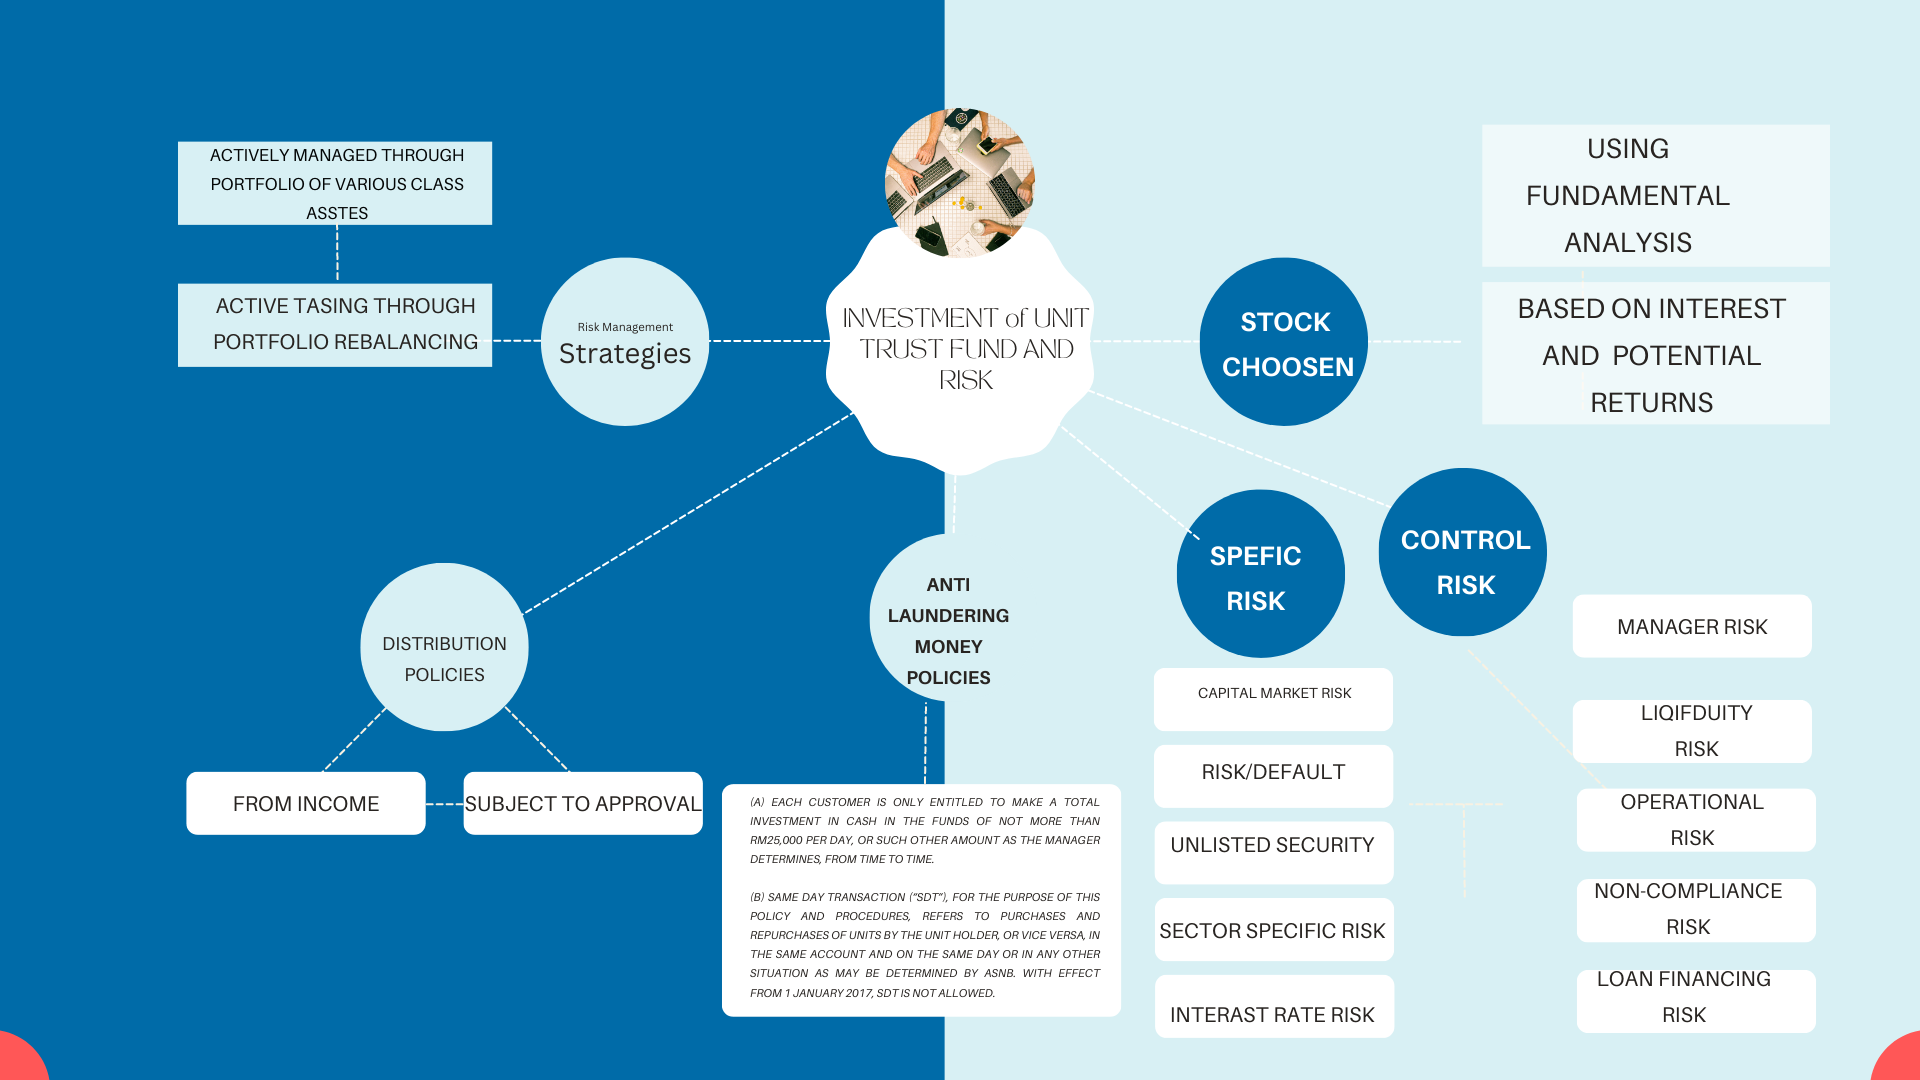 INVESTMENT of UNIT
TRUST FUND AND
RISK
Risk Management
Strategies
ACTIVELY MANAGED THROUGH
PORTFOLIO OF VARIOUS CLASS
ASSTES
ACTIVE TASING THROUGH
PORTFOLIO REBALANCING
STOCK
CHOOSEN
USING
FUNDAMENTAL
ANALYSIS
BASED ON INTEREST
AND POTENTIAL
RETURNS
DISTRIBUTION
POLICIES
FROM INCOME
SUBJECT TO APPROVAL
ANTI
LAUNDERING
MONEY
POLICIES
(A) EACH CUSTOMER IS ONLY ENTITLED TO MAKE A TOTAL
INVESTMENT IN CASH IN THE FUNDS OF NOT MORE THAN
RM25,000 PER DAY, OR SUCH OTHER AMOUNT AS THE MANAGER
DETERMINES, FROM TIME TO TIME.
(B) SAME DAY TRANSACTION (“SDT”), FOR THE PURPOSE OF THIS
POLICY AND PROCEDURES, REFERS TO PURCHASES AND
REPURCHASES OF UNITS BY THE UNIT HOLDER, OR VICE VERSA, IN
THE SAME ACCOUNT AND ON THE SAME DAY OR IN ANY OTHER
SITUATION AS MAY BE DETERMINED BY ASNB. WITH EFFECT
FROM 1 JANUARY 2017, SDT IS NOT ALLOWED.
SPEFIC
RISK
CAPITAL MARKET RISK
RISK/DEFAULT
UNLISTED SECURITY
SECTOR SPECIFIC RISK
INTERAST RATE RISK
CONTROL
RISK
MANAGER RISK
LIQIFDUITY
RISK
OPERATIONAL
RISK
NON-COMPLIANCE
RISK
LOAN FINANCING
RISK